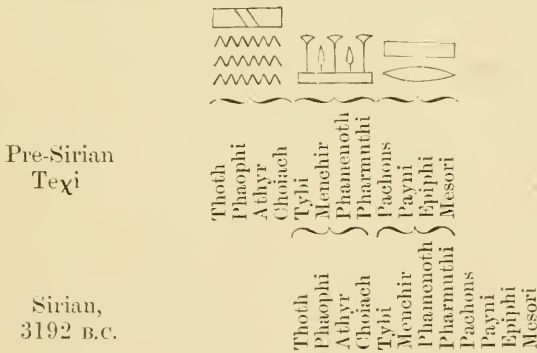 Pre-Sirian
Teχi
Thoth
Phaophi
Athyr
Choiach
Tybi
Menchir
Phamenoth
Pharmuthi
Pachons
Payni
Epiphi
Mesori
Sirian,
3192 B.C.
Thoth
Phaophi
Athyr
Choiach
Tybi
Menchir
Phamenoth
Pharmuthi
Pachons
Payni
Epiphi
Mesori